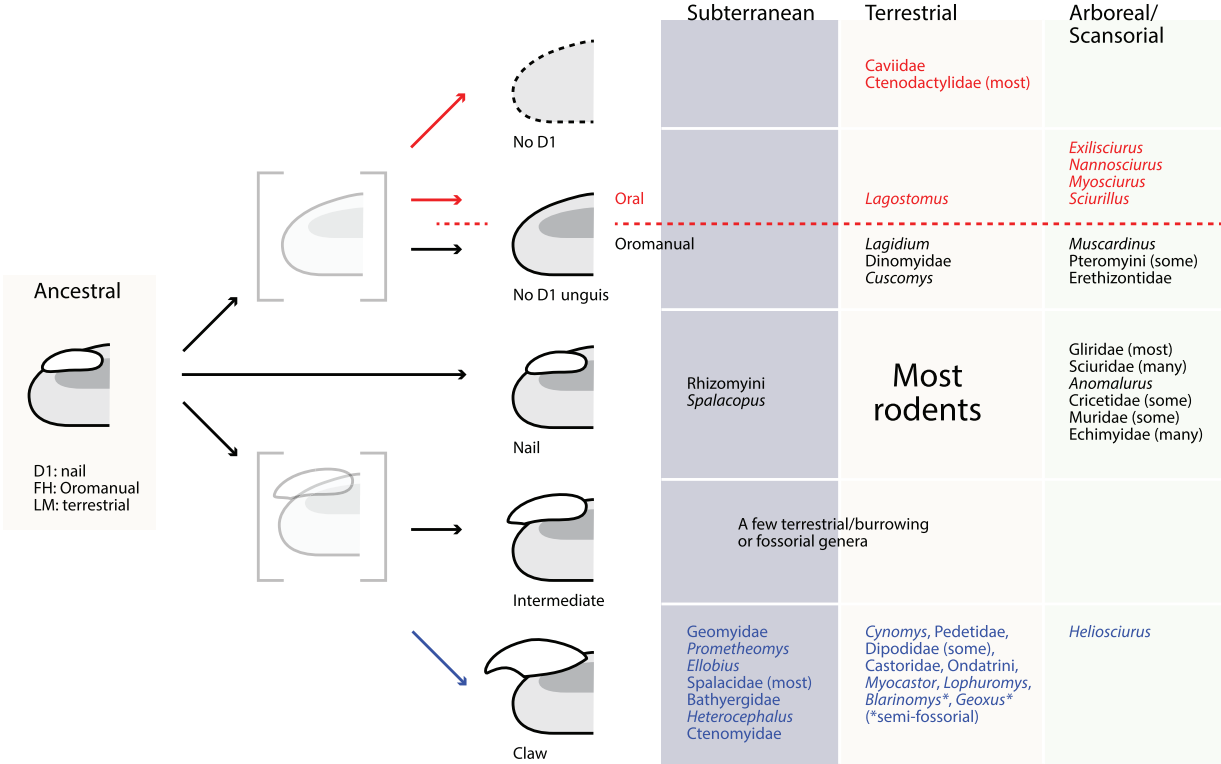 Subterranean
Terrestrial
Arboreal/
Scansorial
Caviidae
Ctenodactylidae (most)
No D1
Exilisciurus
Nannosciurus
Myosciurus
Sciurillus
Oral
Lagostomus
Oromanual
Lagidium
Dinomyidae
Cuscomys
Muscardinus
Pteromyini (some)
Erethizontidae
No D1 unguis
Ancestral
D1: nail
FH: Oromanual
LM: terrestrial
Rhizomyini
Spalacopus
Most
rodents
Gliridae (most)
Sciuridae (many)
Anomalurus
Cricetidae (some)
Muridae (some)
Echimyidae (many)
Nail
A few terrestrial/burrowing
or fossorial genera
Intermediate
Geomyidae
Prometheomys
Ellobius
Spalacidae (most)
Bathyergidae
Heterocephalus
Ctenomyidae
Cynomys, Pedetidae,
Dipodidae (some),
Castoridae, Ondatrini,
Myocastor, Lophuromys,
Blarinomys*, Geoxus*
(*semi-fossorial)
Heliosciurus
Claw